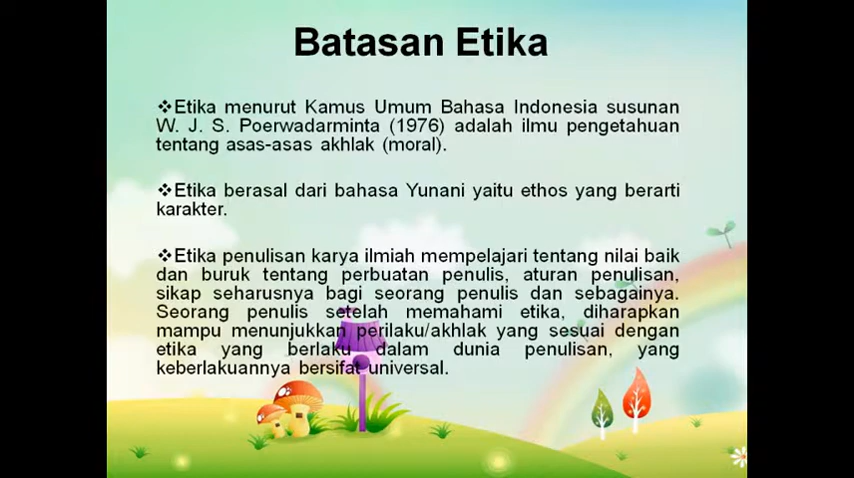 Batasan Etika
❖Etika menurut Kamus Umum Bahasa Indonesia susunan
W. J. S. Poerwadarminta (1976) adalah ilmu pengetahuan
tentang asas-asas akhlak (moral).
❖Etika berasal dari bahasa Yunani yaitu ethos yang berarti
karakter.
❖Etika penulisan karya ilmiah mempelajari tentang nilai baik
dan buruk tentang perbuatan penulis, aturan penulisan,
sikap seharusnya bagi seorang penulis dan sebagainya.
Seorang penulis setelah memahami etika, diharapkan
mampu menunjukkan perilaku/akhlak yang sesuai dengan
etika yang berlaku dalam dunia penulisan, yang
keberlakuannya bersifat universal.